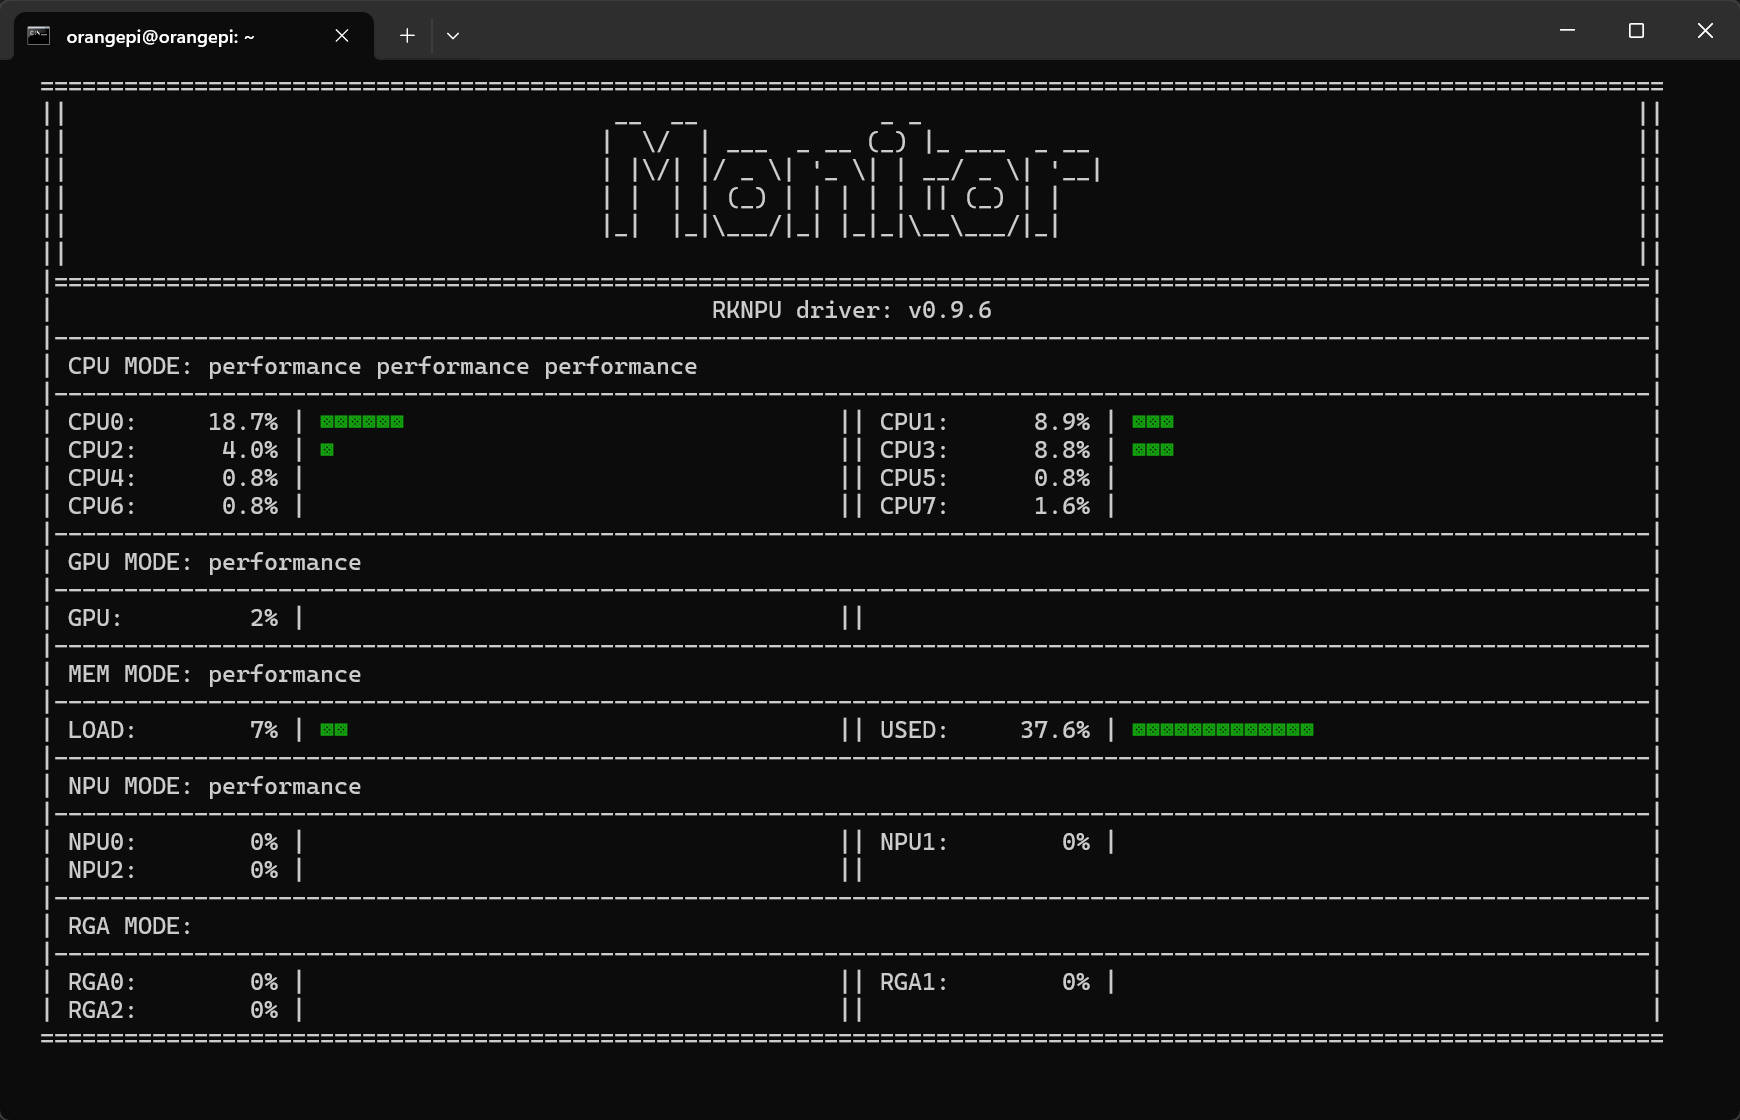 orangepi@orangepi: ~
Monitor
RKNPU driver: v0.9.6
CPU MODE: performance performance performance
CPU0: 18.7% | || CPU1: 8.9% |
CPU2: 4.0% | || CPU3: 8.8% |
CPU4: 0.8% | || CPU5: 0.8% |
CPU6: 0.8% | || CPU7: 1.6% |
GPU MODE: performance
GPU: 2% | ||
MEM MODE: performance
LOAD: 7% | || USED: 37.6% |
NPU MODE: performance
NPU0: 0% | || NPU1: 0% |
NPU2: 0% | ||
RGA MODE:
RGA0: 0% | || RGA1: 0% |
RGA2: 0% | ||